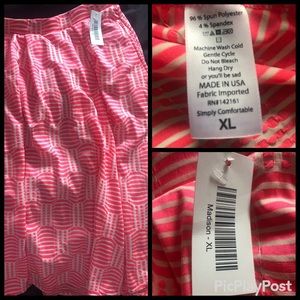 96 % Spun Polyester
4 % Spandex
Machine Wash Cold
Gentle Cycle
Do Not Bleach
Hang Dry
or you'll be sad
MADE IN USA
Fabric Imported
RN#142161
Simply Comfortable
XL
Madison - XL
PicPlayPost